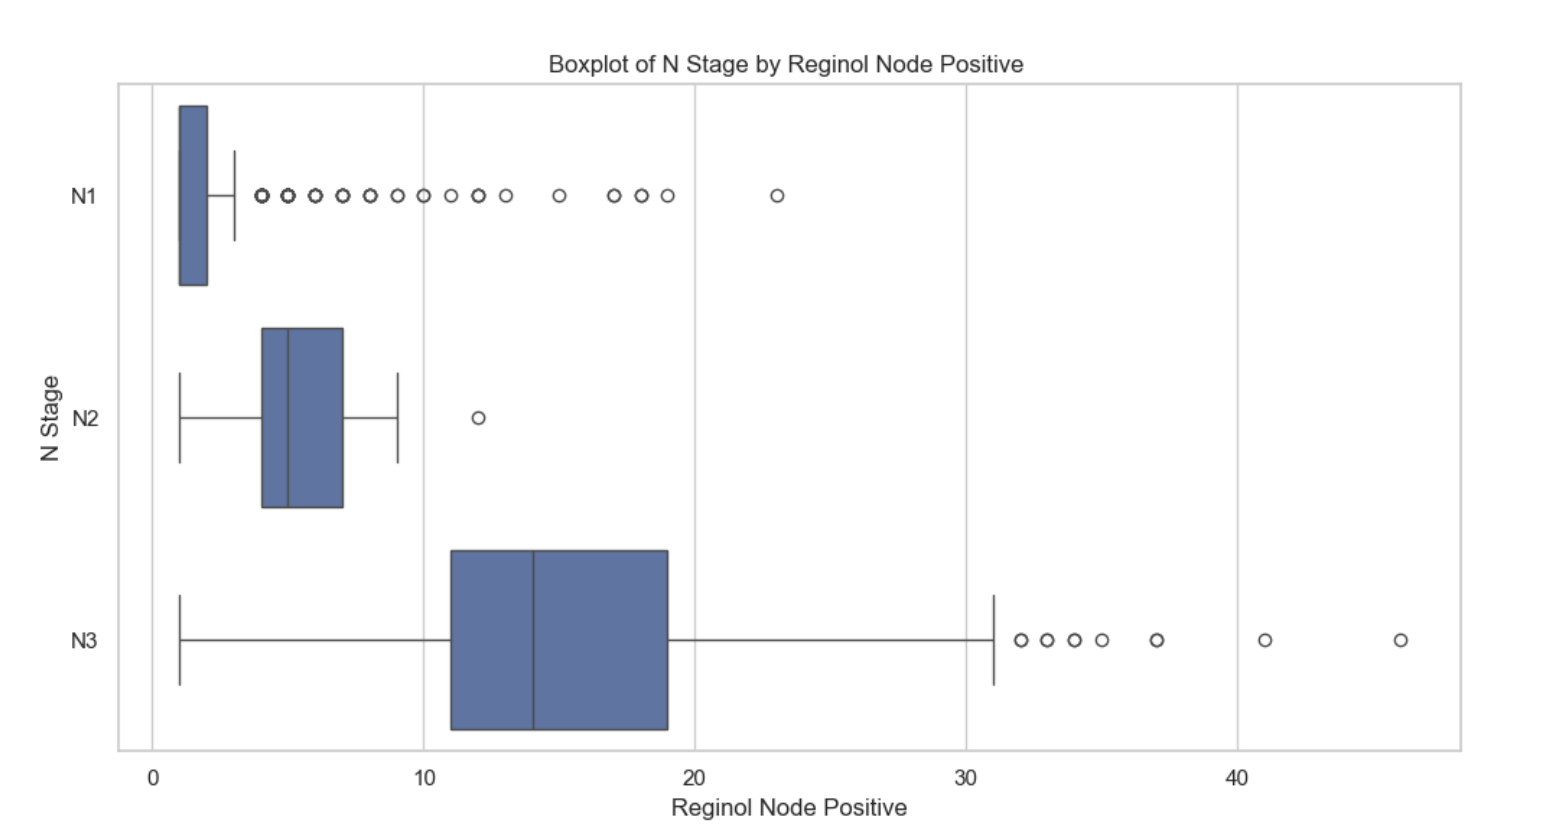 Boxplot of N Stage by Reginol Node Positive
N1
N2
N3
N Stage
0 10 20 30 40
Reginol Node Positive